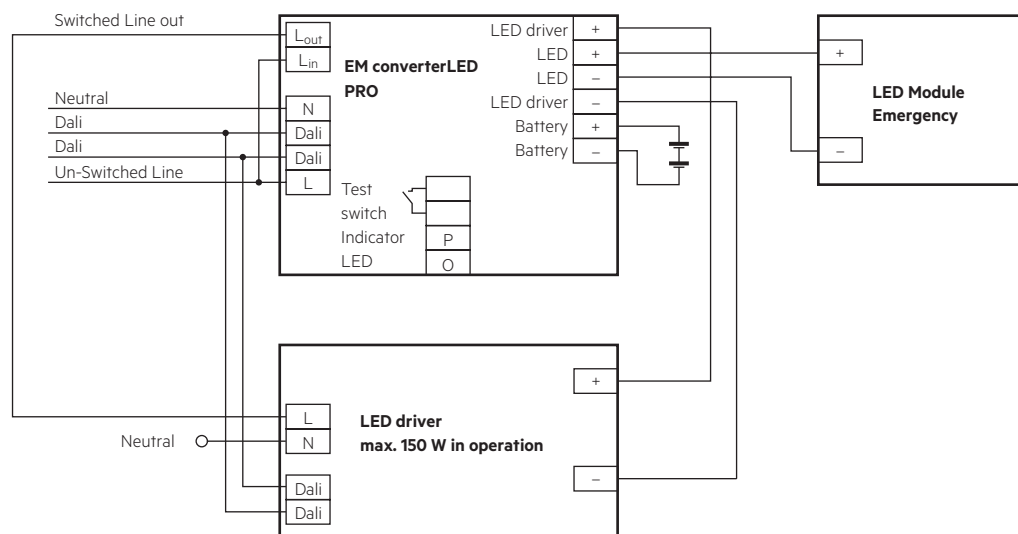 Switched Line out
Lout
Lin
EM converterLED
PRO
LED driver +
LED +
LED –
LED driver –
Battery +
Battery –
+
–
LED Module
Emergency
Neutral
Dali
Dali
Un-Switched Line
N
Dali
Dali
L
Test
switch
Indicator P
LED O
L
N
Neutral
LED driver
max. 150 W in operation
+
–
Dali
Dali